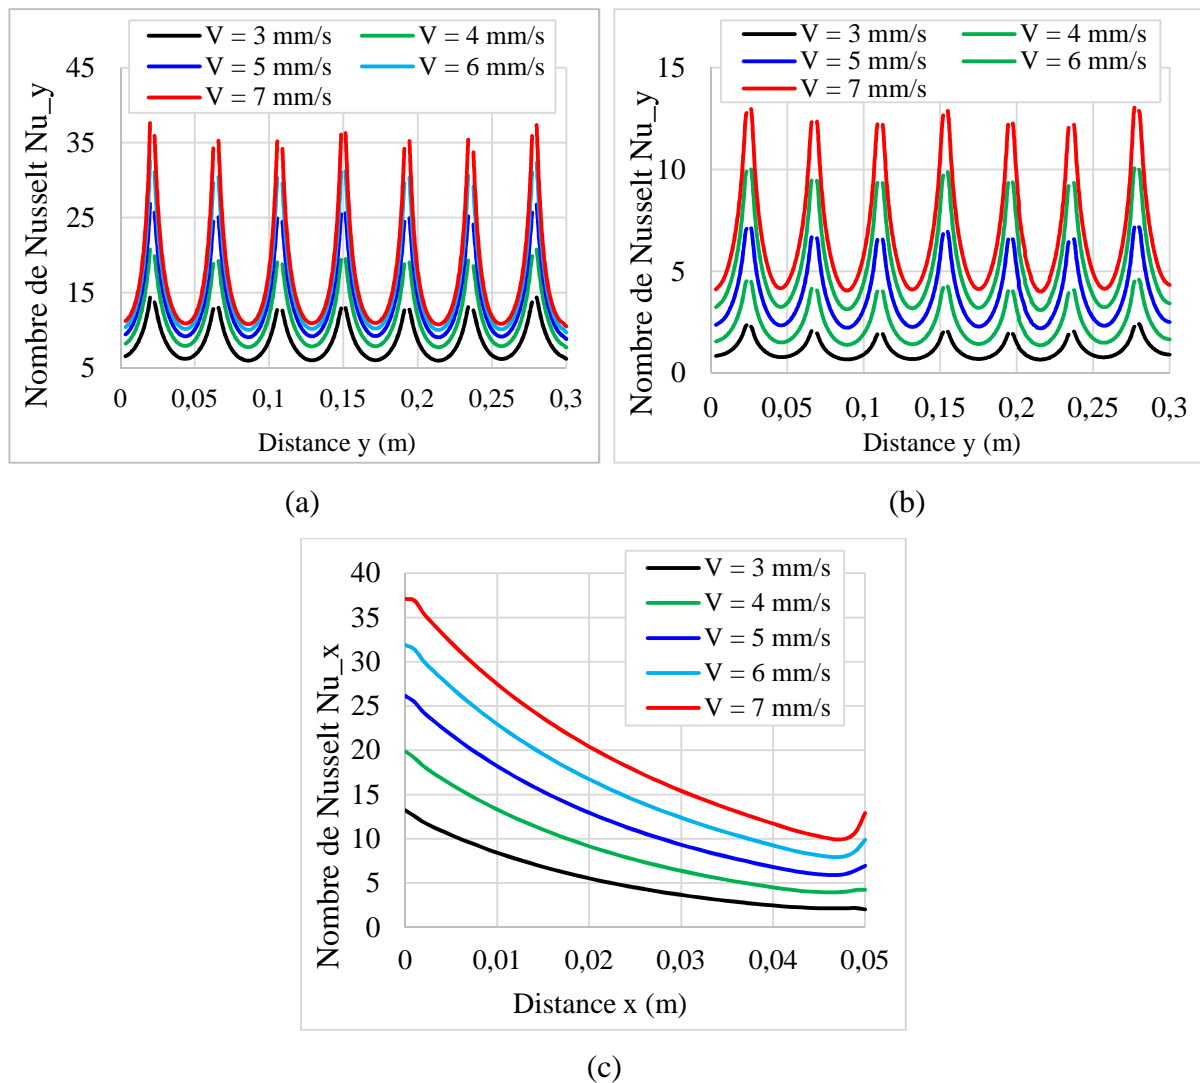 V = 3 mm/s
V = 4 mm/s
V = 5 mm/s
V = 6 mm/s
V = 7 mm/s
Nombre de Nusselt Nu_y
45
35
25
15
5
0 0,05 0,1 0,15 0,2 0,25 0,3
Distance y (m)
(a)
V = 3 mm/s
V = 4 mm/s
V = 5 mm/s
V = 6 mm/s
V = 7 mm/s
Nombre de Nusselt Nu_y
15
10
5
0
0 0,05 0,1 0,15 0,2 0,25 0,3
Distance y (m)
(b)
V = 3 mm/s
V = 4 mm/s
V = 5 mm/s
V = 6 mm/s
V = 7 mm/s
Nombre de Nusselt Nu_x
40
35
30
25
20
15
10
5
0
0 0,01 0,02 0,03 0,04 0,05
Distance x (m)
(c)